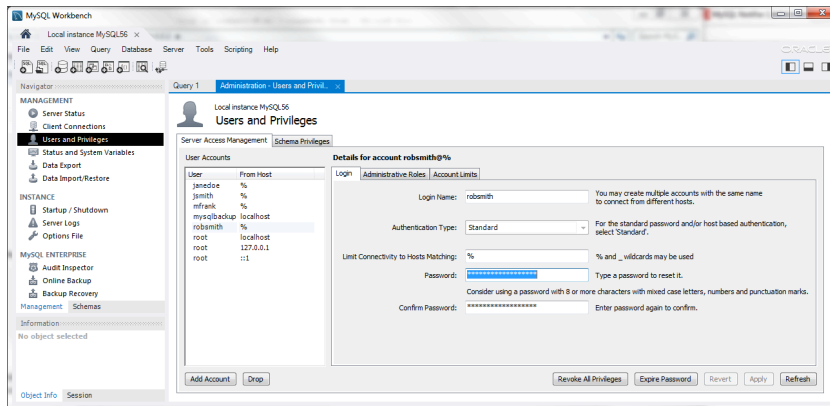 MySQL Workbench
Local instance MySQL56 ×
File Edit View Query Database Server Tools Scripting Help
ORACLE
Navigator
Query 1 Administration - Users and Privil... ×
MANAGEMENT
Server Status
Client Connections
Users and Privileges
Status and System Variables
Data Export
Data Import/Restore
INSTANCE
Startup / Shutdown
Server Logs
Options File
MySQL ENTERPRISE
Audit Inspector
Online Backup
Backup Recovery
Management Schemas
Information
No object selected
Object Info Session
Local instance MySQL56
Users and Privileges
Server Access Management Schema Privileges
User Accounts
User From Host
janedoe %
jsmith %
mfrank %
mysqlbackup localhost
robsmith %
root localhost
root 127.0.0.1
root ::1
Add Account Drop
Details for account robsmith@%
Login Administrative Roles Account Limits
Login Name: robsmith You may create multiple accounts with the same name
to connect from different hosts.
Authentication Type: Standard For the standard password and/or host based authentication,
select 'Standard'.
Limit Connectivity to Hosts Matching: % % and _ wildcards may be used
Password: ****************** Type a password to reset it.
Consider using a password with 8 or more characters with mixed case letters, numbers and punctuation marks.
Confirm Password: ****************** Enter password again to confirm.
Revoke All Privileges Expire Password Revert Apply Refresh